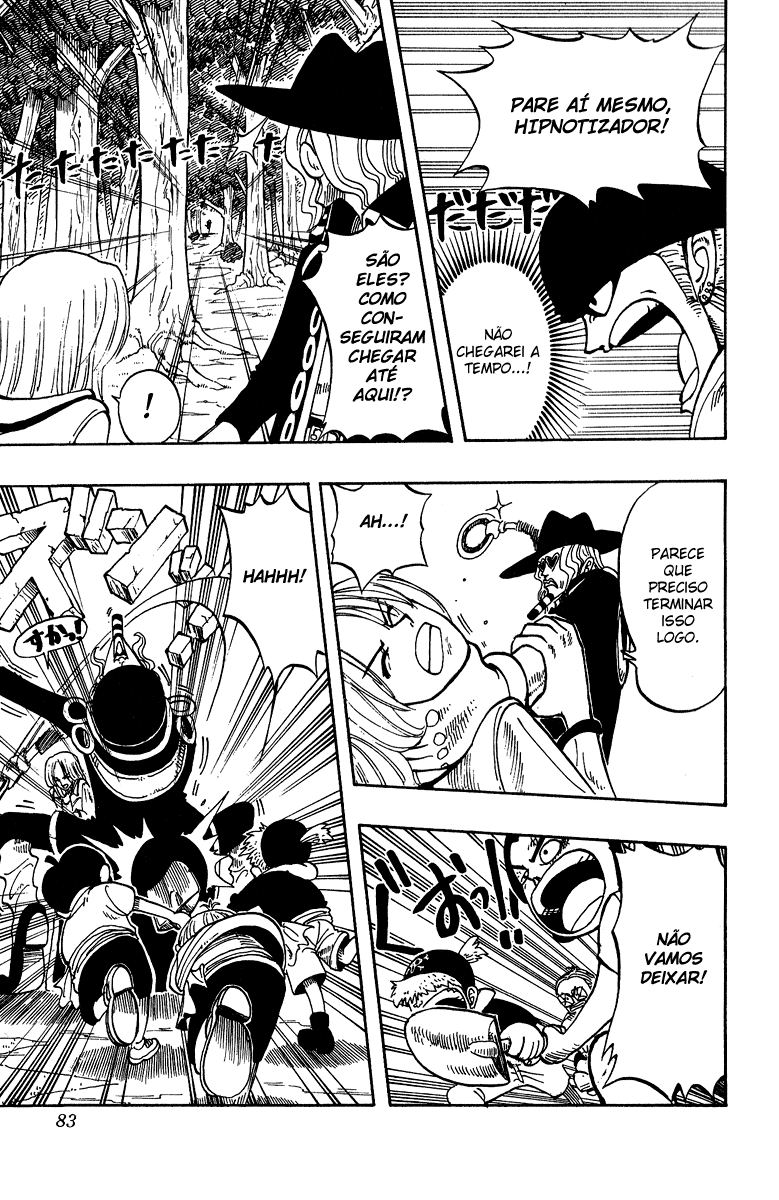 PARE AÍ MESMO,
HIPNOTIZADOR!
だだだ
NÃO
CHEGAREI A
TEMPO...!
SÃO
ELES?
COMO
CON-
SEGUIRAM
CHEGAR
ATÉ
AQUI!?
たたたたたた
!
PARECE
QUE
PRECISO
TERMINAR
ISSO
LOGO.
AH...!
NÃO
VAMOS
DEIXAR!
HAHHH!
すかっ!
83